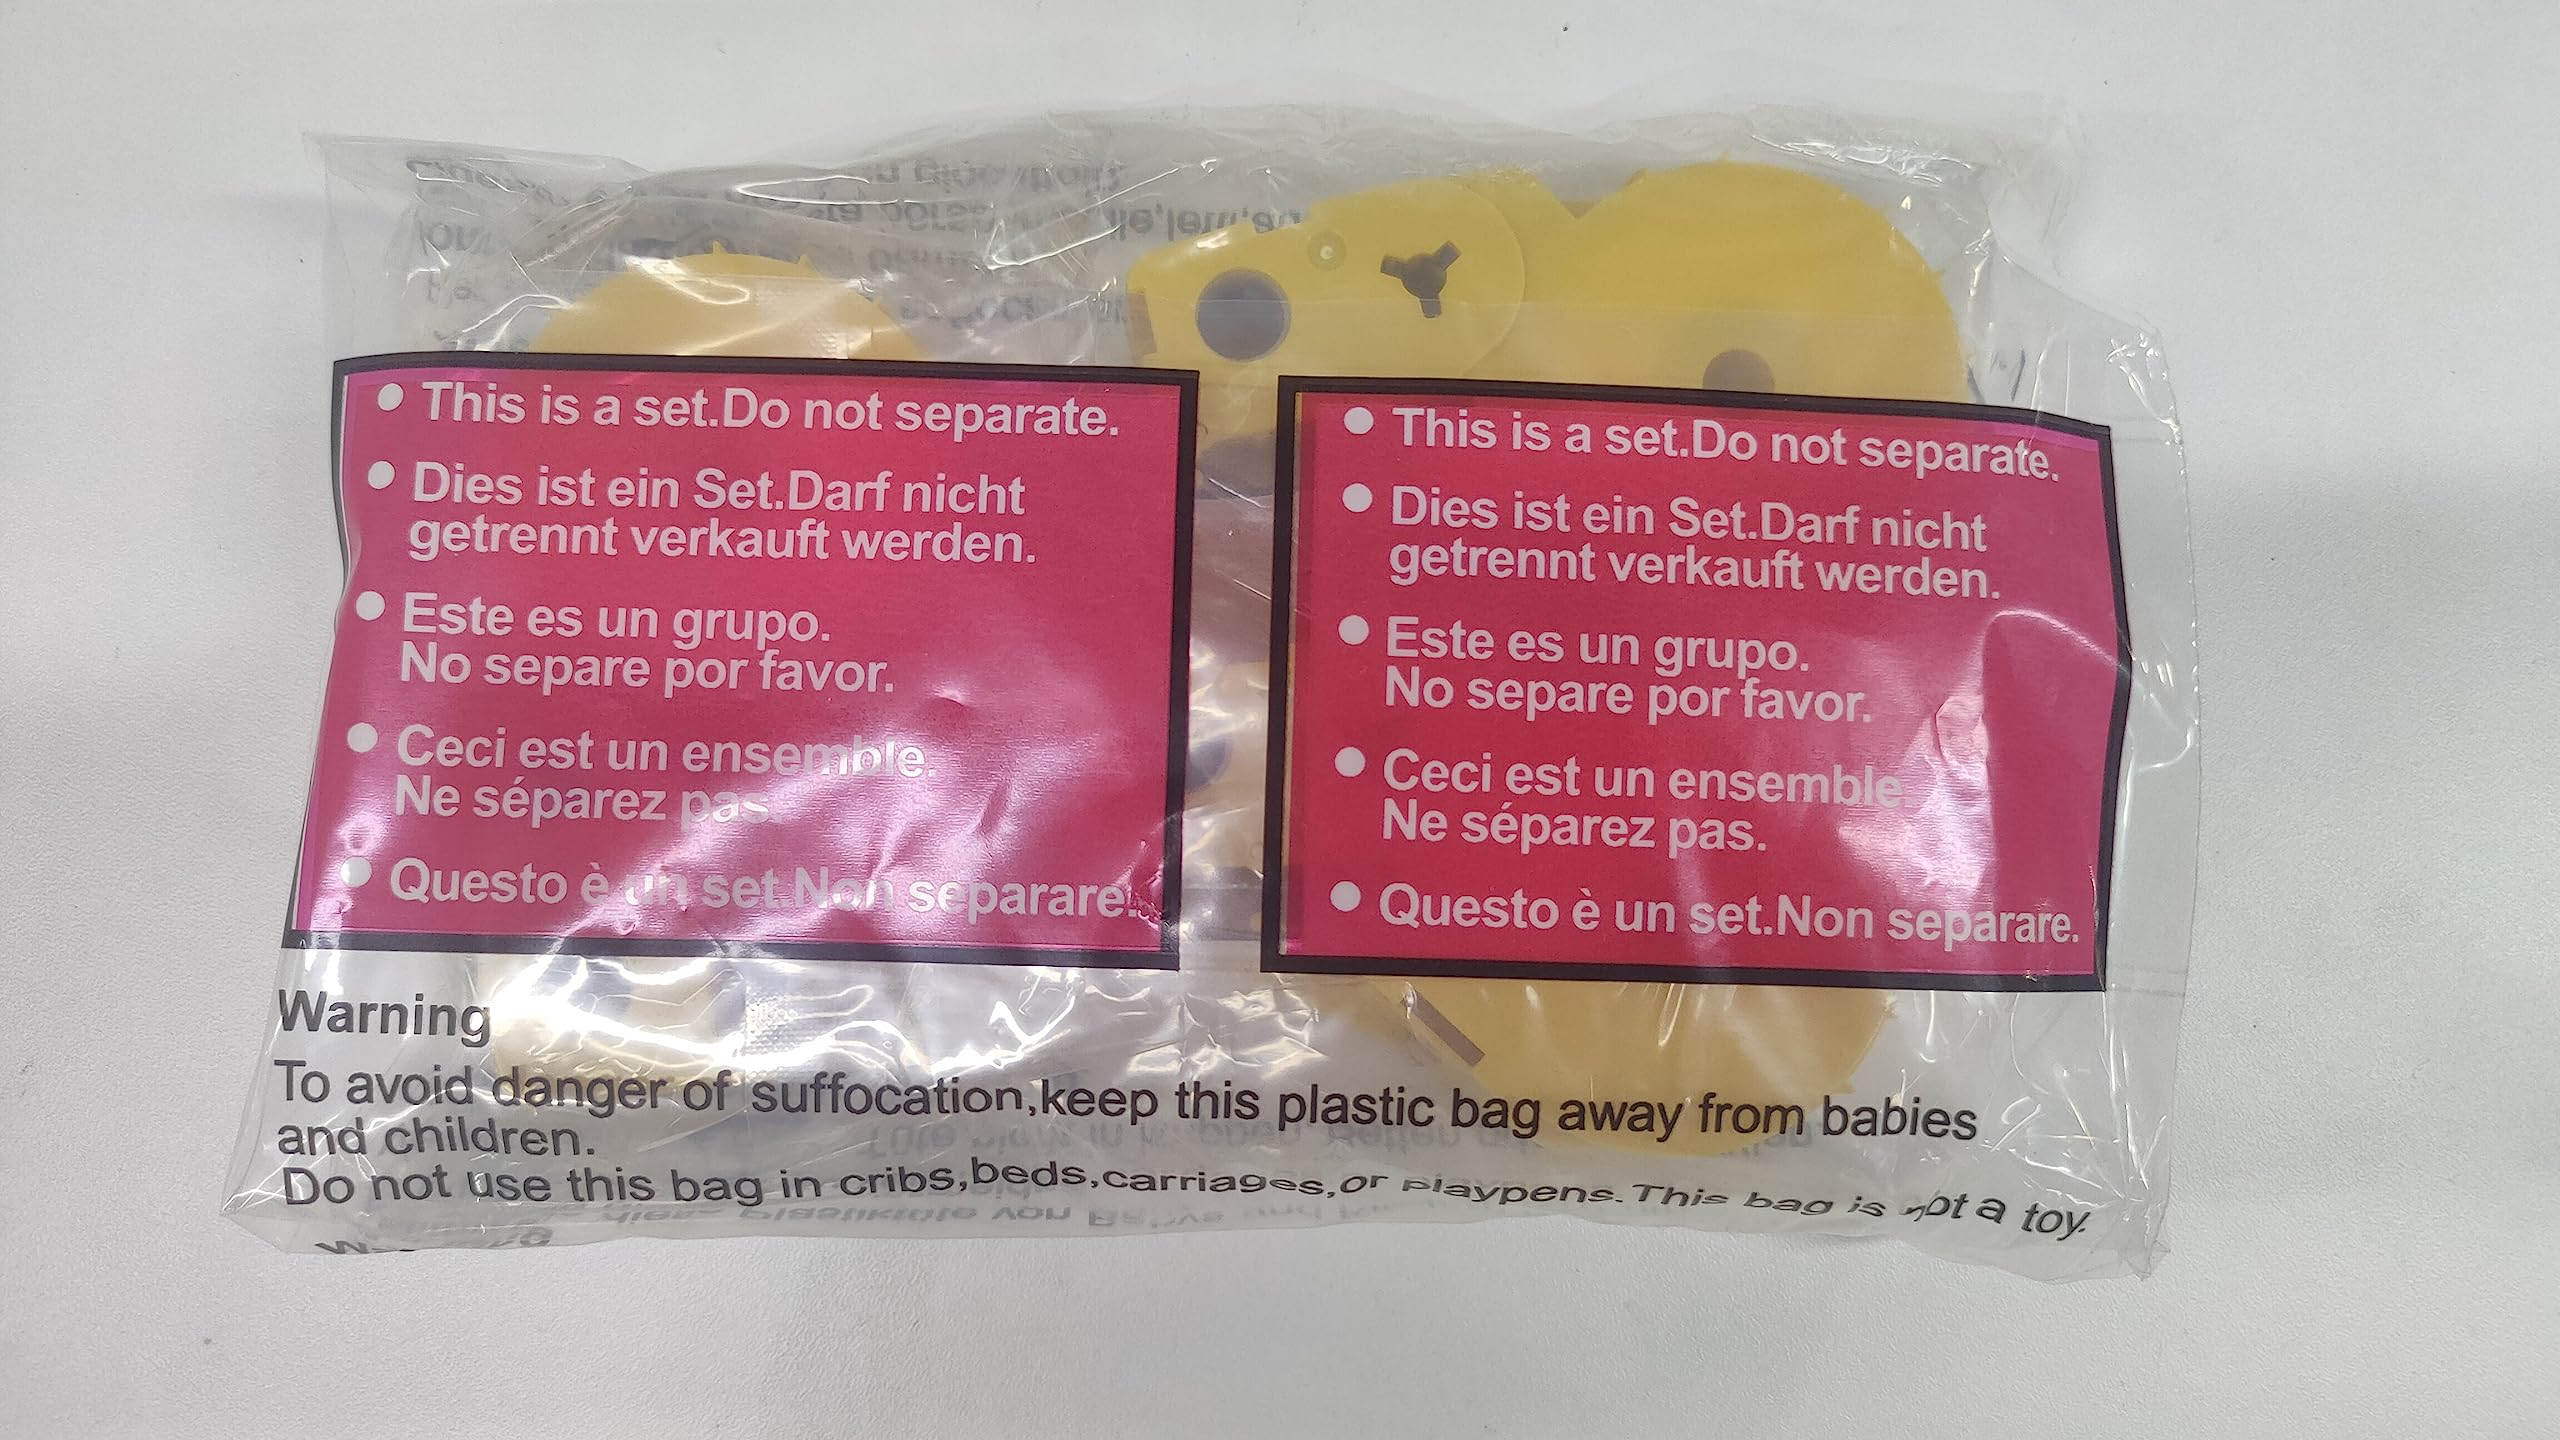 ● This is a set.Do not separate.
● Dies ist ein Set.Darf nicht
getrennt verkauft werden.
● Este es un grupo.
No separe por favor.
● Ceci est un ensemble.
Ne séparez pas.
● Questo è un set.Non separare.
● This is a set.Do not separate.
● Dies ist ein Set.Darf nicht
getrennt verkauft werden.
● Este es un grupo.
No separe por favor.
● Ceci est un ensemble.
Ne séparez pas.
● Questo è un set.Non separare.
Warning
To avoid danger of suffocation,keep this plastic bag away from babies
and children.
Do not use this bag in cribs,beds,carriages,or playpens.This bag is not a toy.